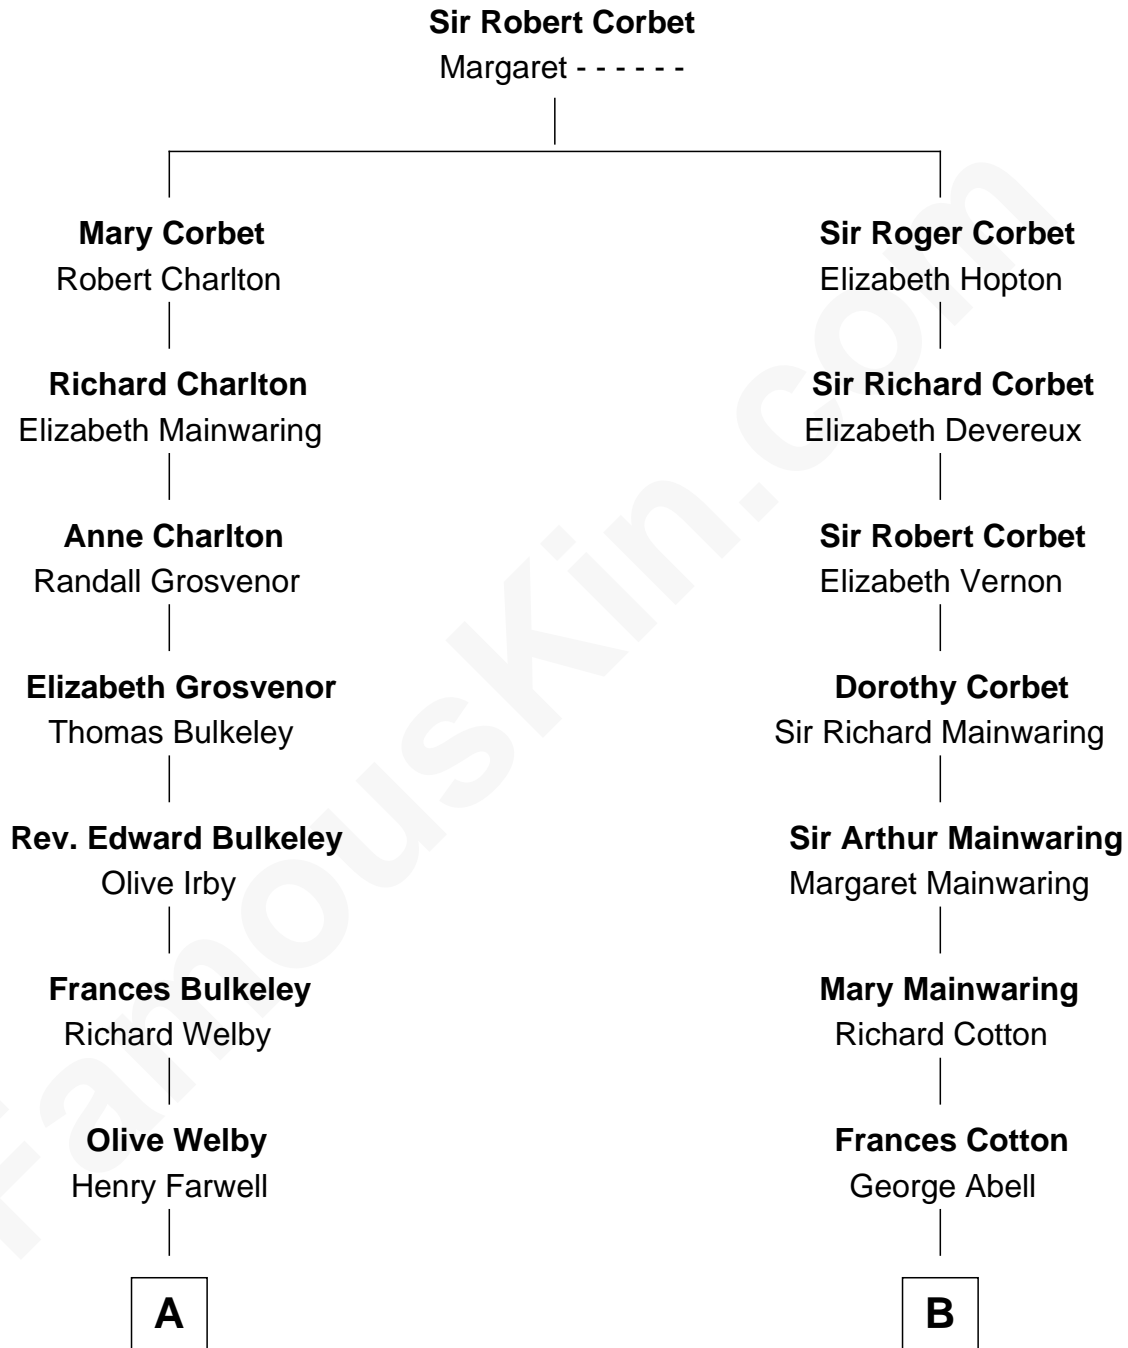 Sir Robert Corbet
Margaret - - - - - -
Mary Corbet
Robert Charlton
Sir Roger Corbet
Elizabeth Hopton
Richard Charlton
Elizabeth Mainwaring
Sir Richard Corbet
Elizabeth Devereux
Anne Charlton
Randall Grosvenor
Sir Robert Corbet
Elizabeth Vernon
Elizabeth Grosvenor
Thomas Bulkeley
Dorothy Corbet
Sir Richard Mainwaring
Rev. Edward Bulkeley
Olive Irby
Sir Arthur Mainwaring
Margaret Mainwaring
Frances Bulkeley
Richard Welby
Mary Mainwaring
Richard Cotton
Olive Welby
Henry Farwell
Frances Cotton
George Abell
A
B
FamousKin.com